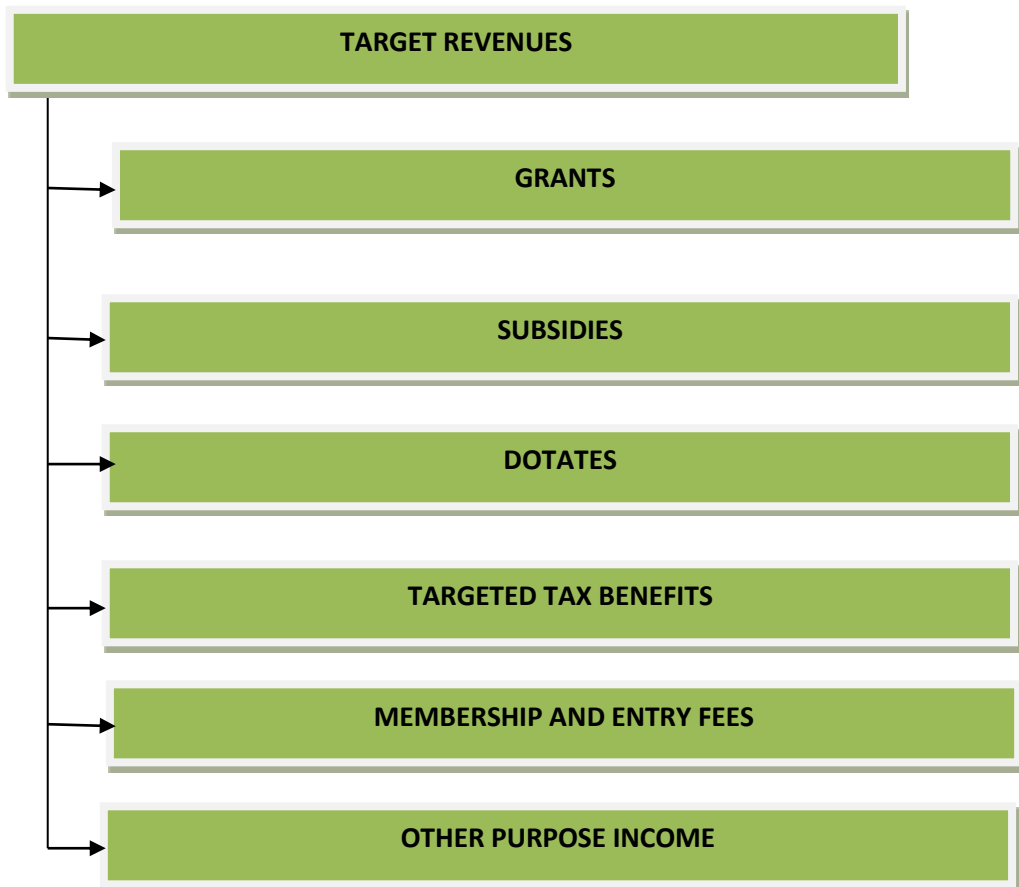 TARGET REVENUES
GRANTS
SUBSIDIES
DOTATES
TARGETED TAX BENEFITS
MEMBERSHIP AND ENTRY FEES
OTHER PURPOSE INCOME